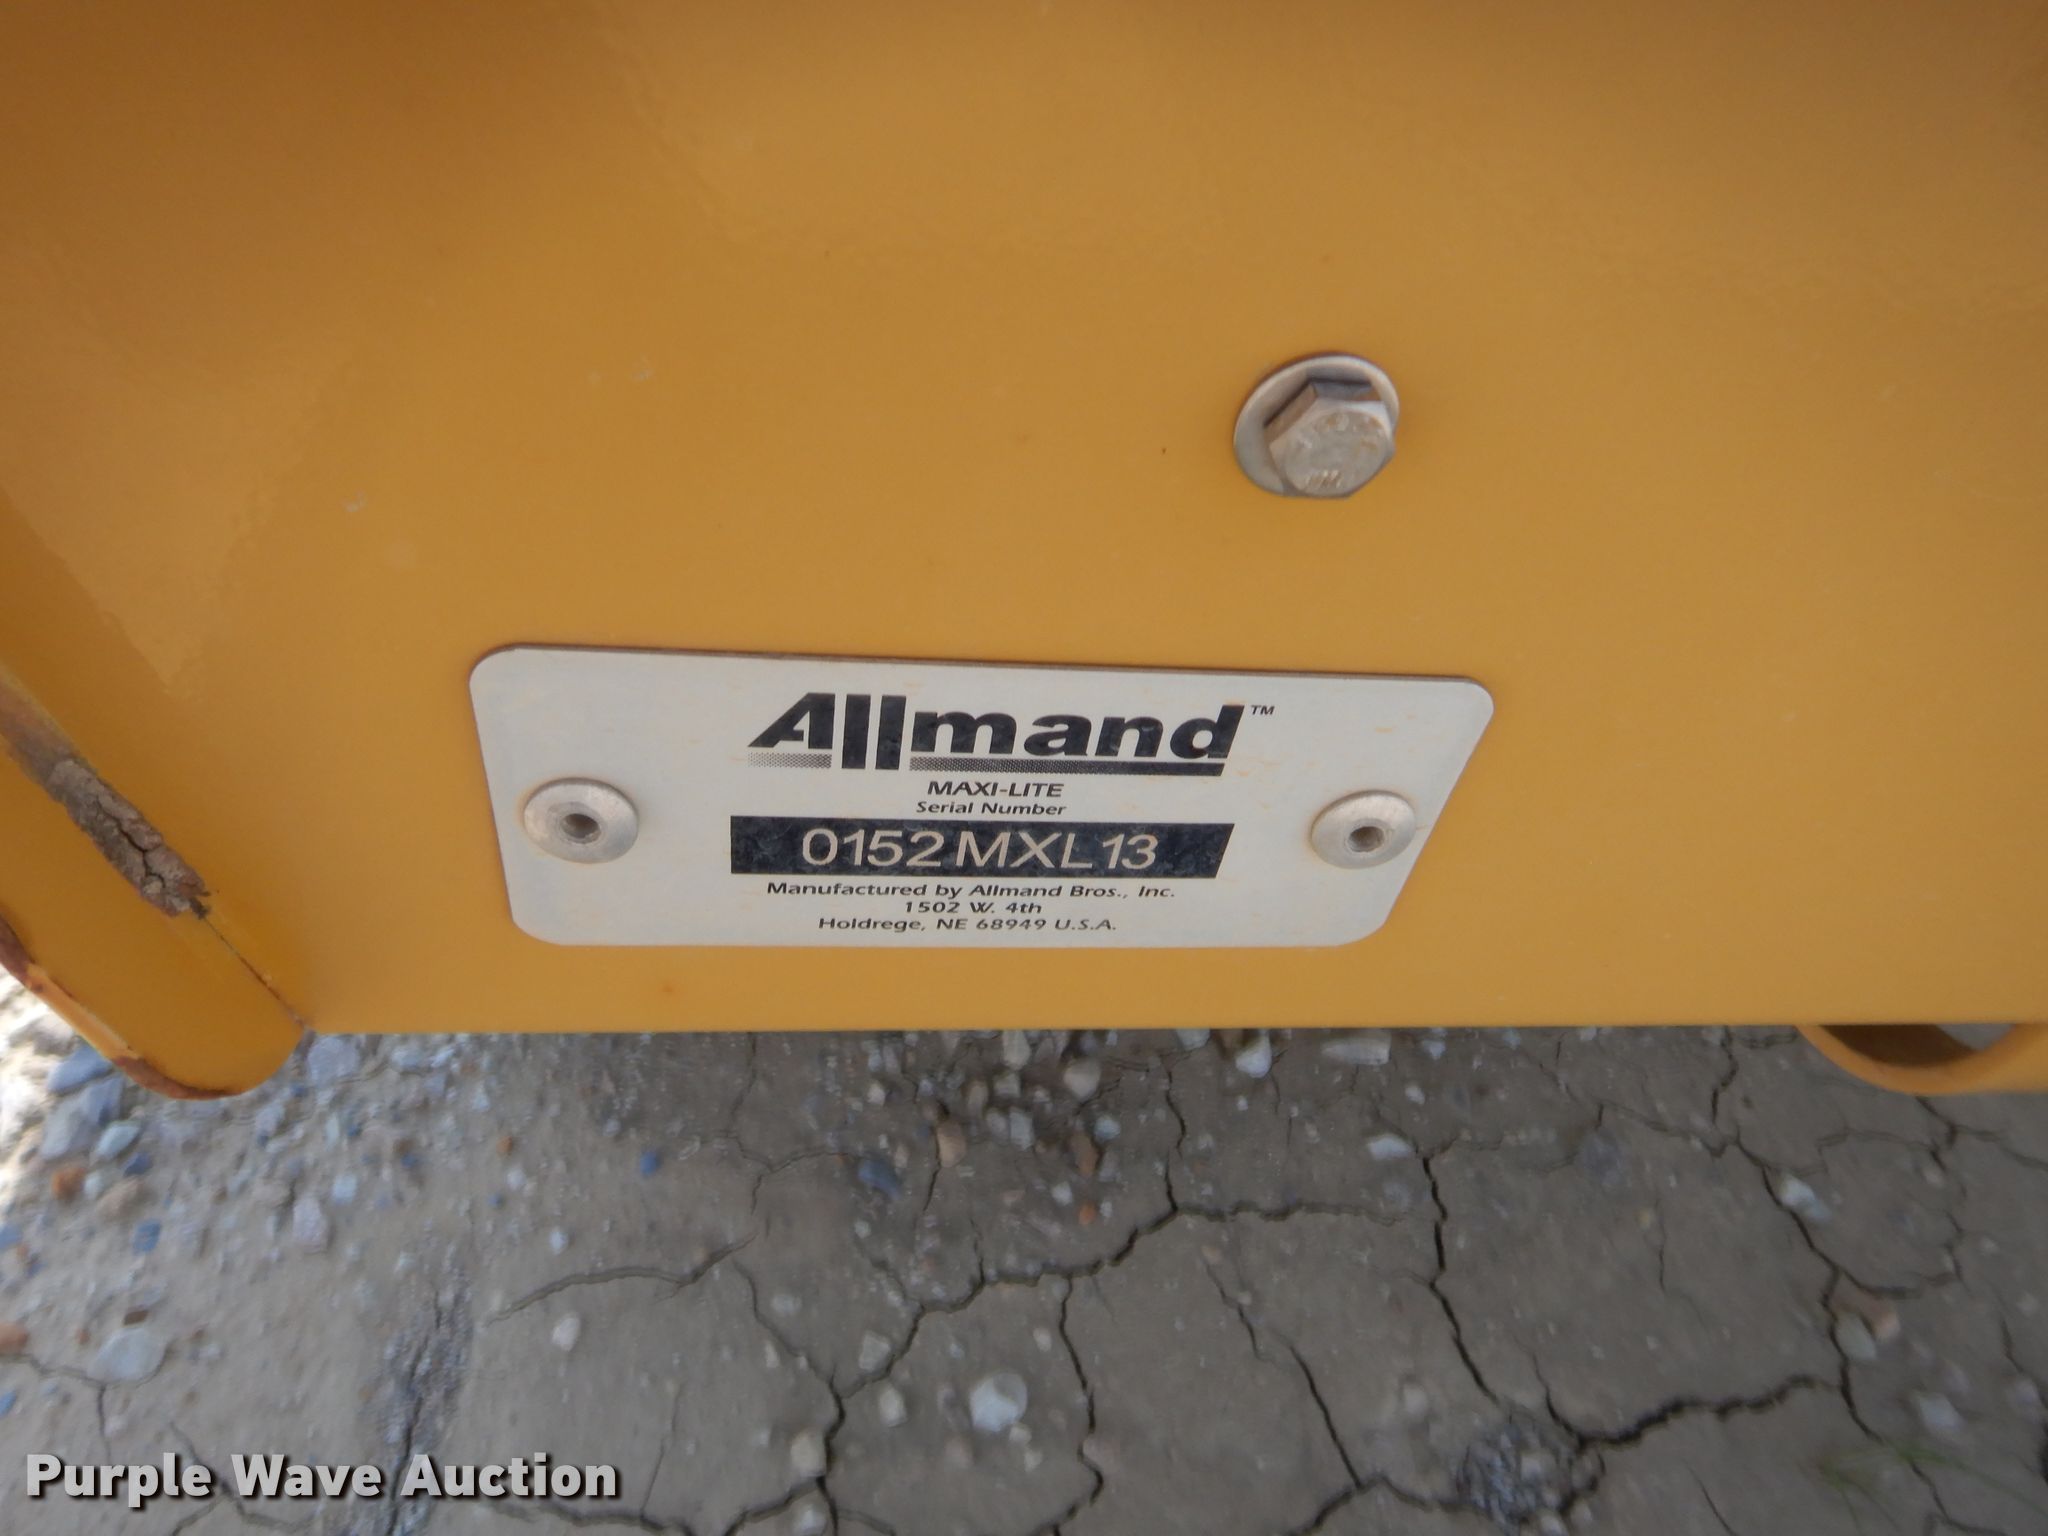 Allmand™
MAXI-LITE
Serial Number
0152MXL13
Manufactured by Allmand Bros., Inc.
1502 W. 4th
Holdrege, NE 68949 U.S.A.
Purple Wave Auction